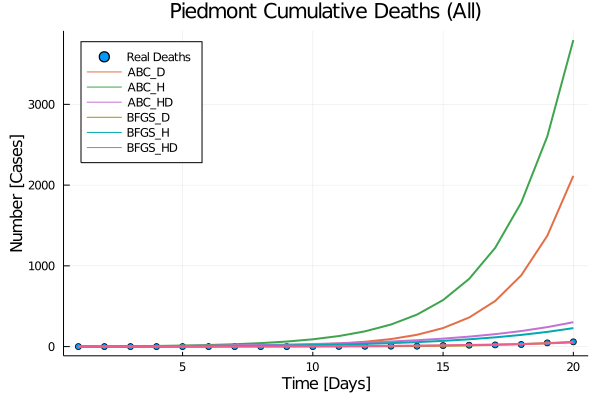 Piedmont Cumulative Deaths (All)
Number [Cases]
3000
2000
1000
0
Real Deaths
ABC_D
ABC_H
ABC_HD
BFGS_D
BFGS_H
BFGS_HD
5
10
15
20
Time [Days]